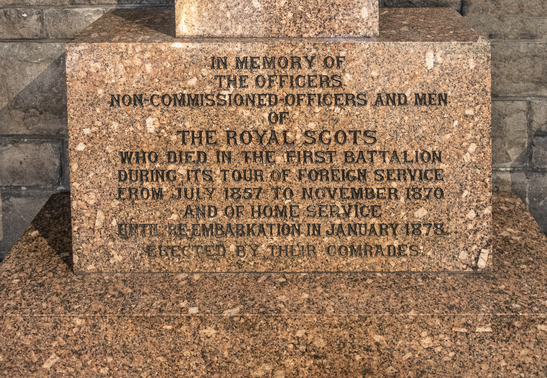 IN MEMORY OF
THE OFFICERS
NON-COMMISSIONED OFFICERS AND MEN
OF
THE ROYAL SCOTS
WHO DIED IN THE FIRST BATTALION
DURING ITS TOUR OF FOREIGN SERVICE
FROM JULY 1857 TO NOVEMBER 1870
AND OF HOME SERVICE
UNTIL RE-EMBARKATION IN JANUARY 1878.
ERECTED BY THEIR COMRADES.